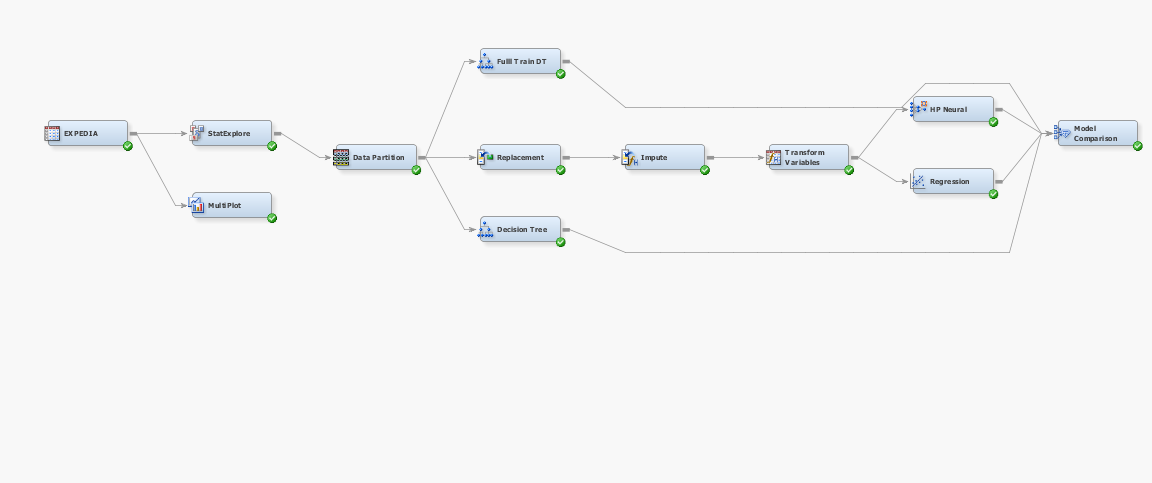 Fulll Train DT
HP Neural
EXPEDIA
StatExplore
Model
Comparison
Data Partition
Replacement
Impute
Transform
Variables
Regression
MultiPlot
Decision Tree